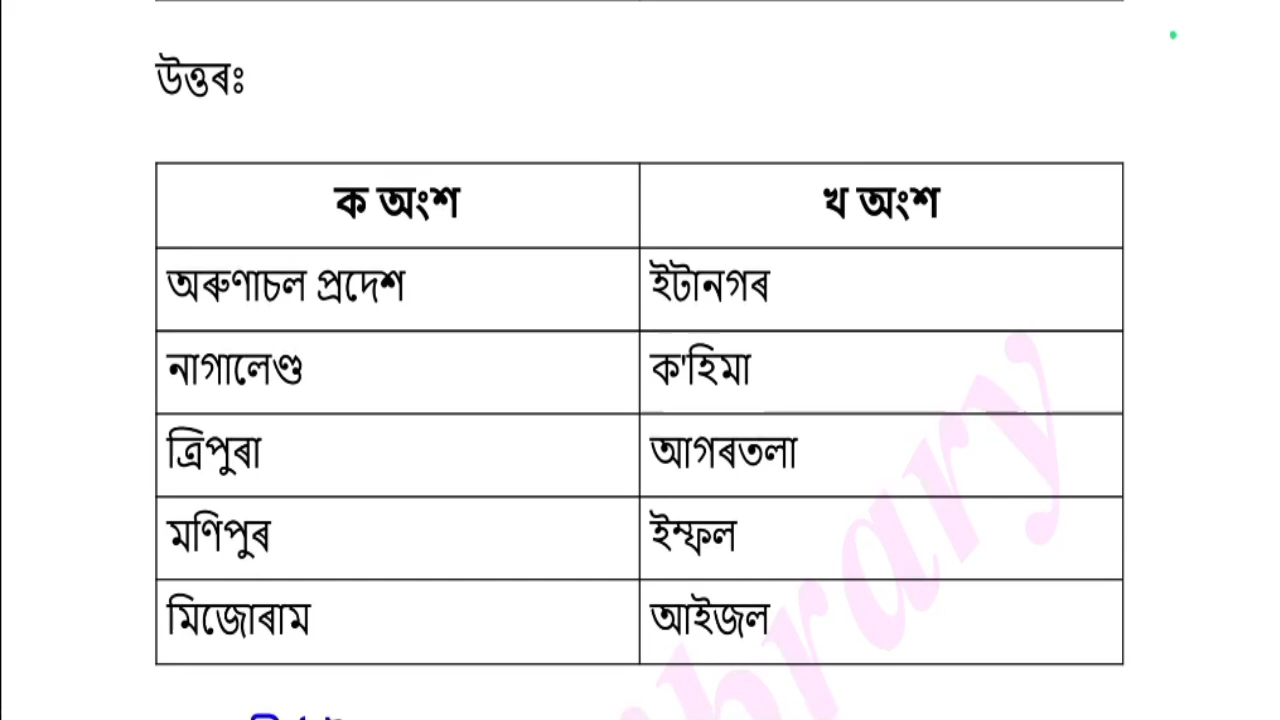 উত্তৰঃ
ক অংশ খ অংশ
অৰুণাচল প্ৰদেশ ইটানগৰ
নাগালেণ্ড ক'হিমা
ত্ৰিপুৰা আগৰতলা
মণিপুৰ ইম্ফল
মিজোৰাম আইজল